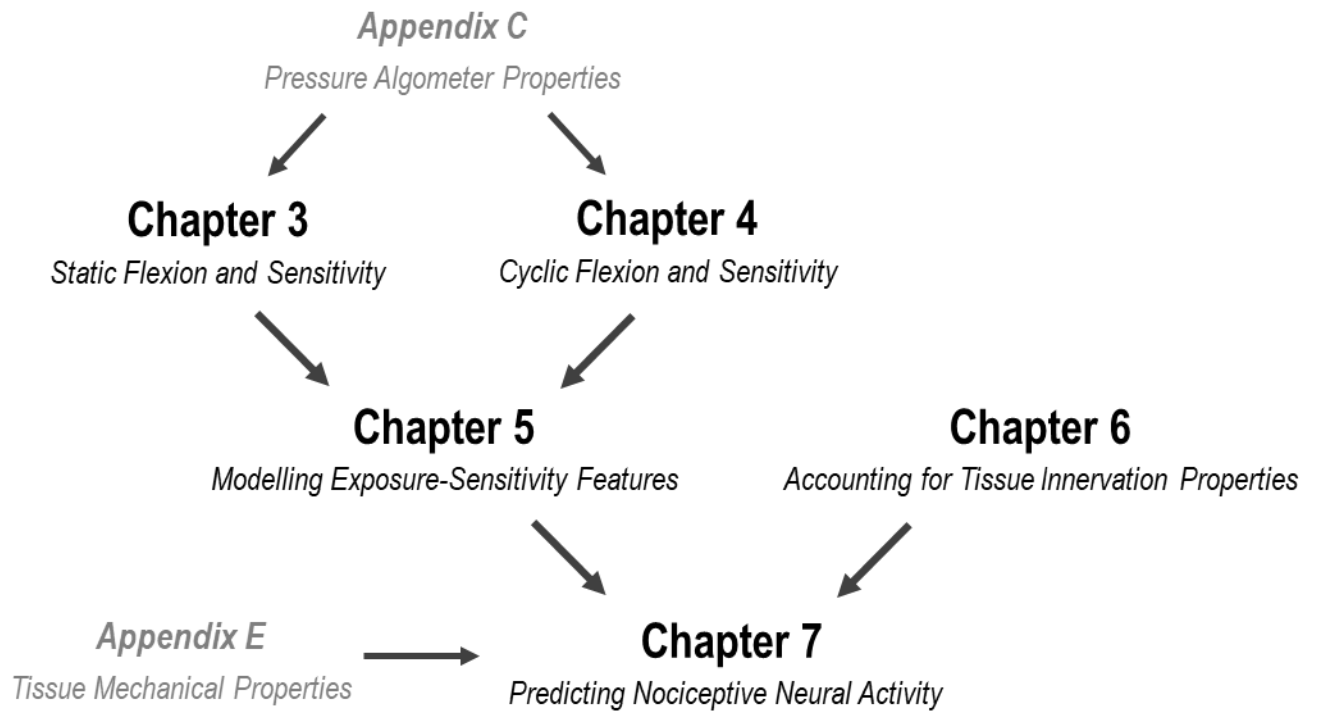 Appendix C
Pressure Algometer Properties
Chapter 3
Static Flexion and Sensitivity
Chapter 4
Cyclic Flexion and Sensitivity
Chapter 5
Modelling Exposure-Sensitivity Features
Chapter 6
Accounting for Tissue Innervation Properties
Appendix E
Tissue Mechanical Properties
Chapter 7
Predicting Nociceptive Neural Activity